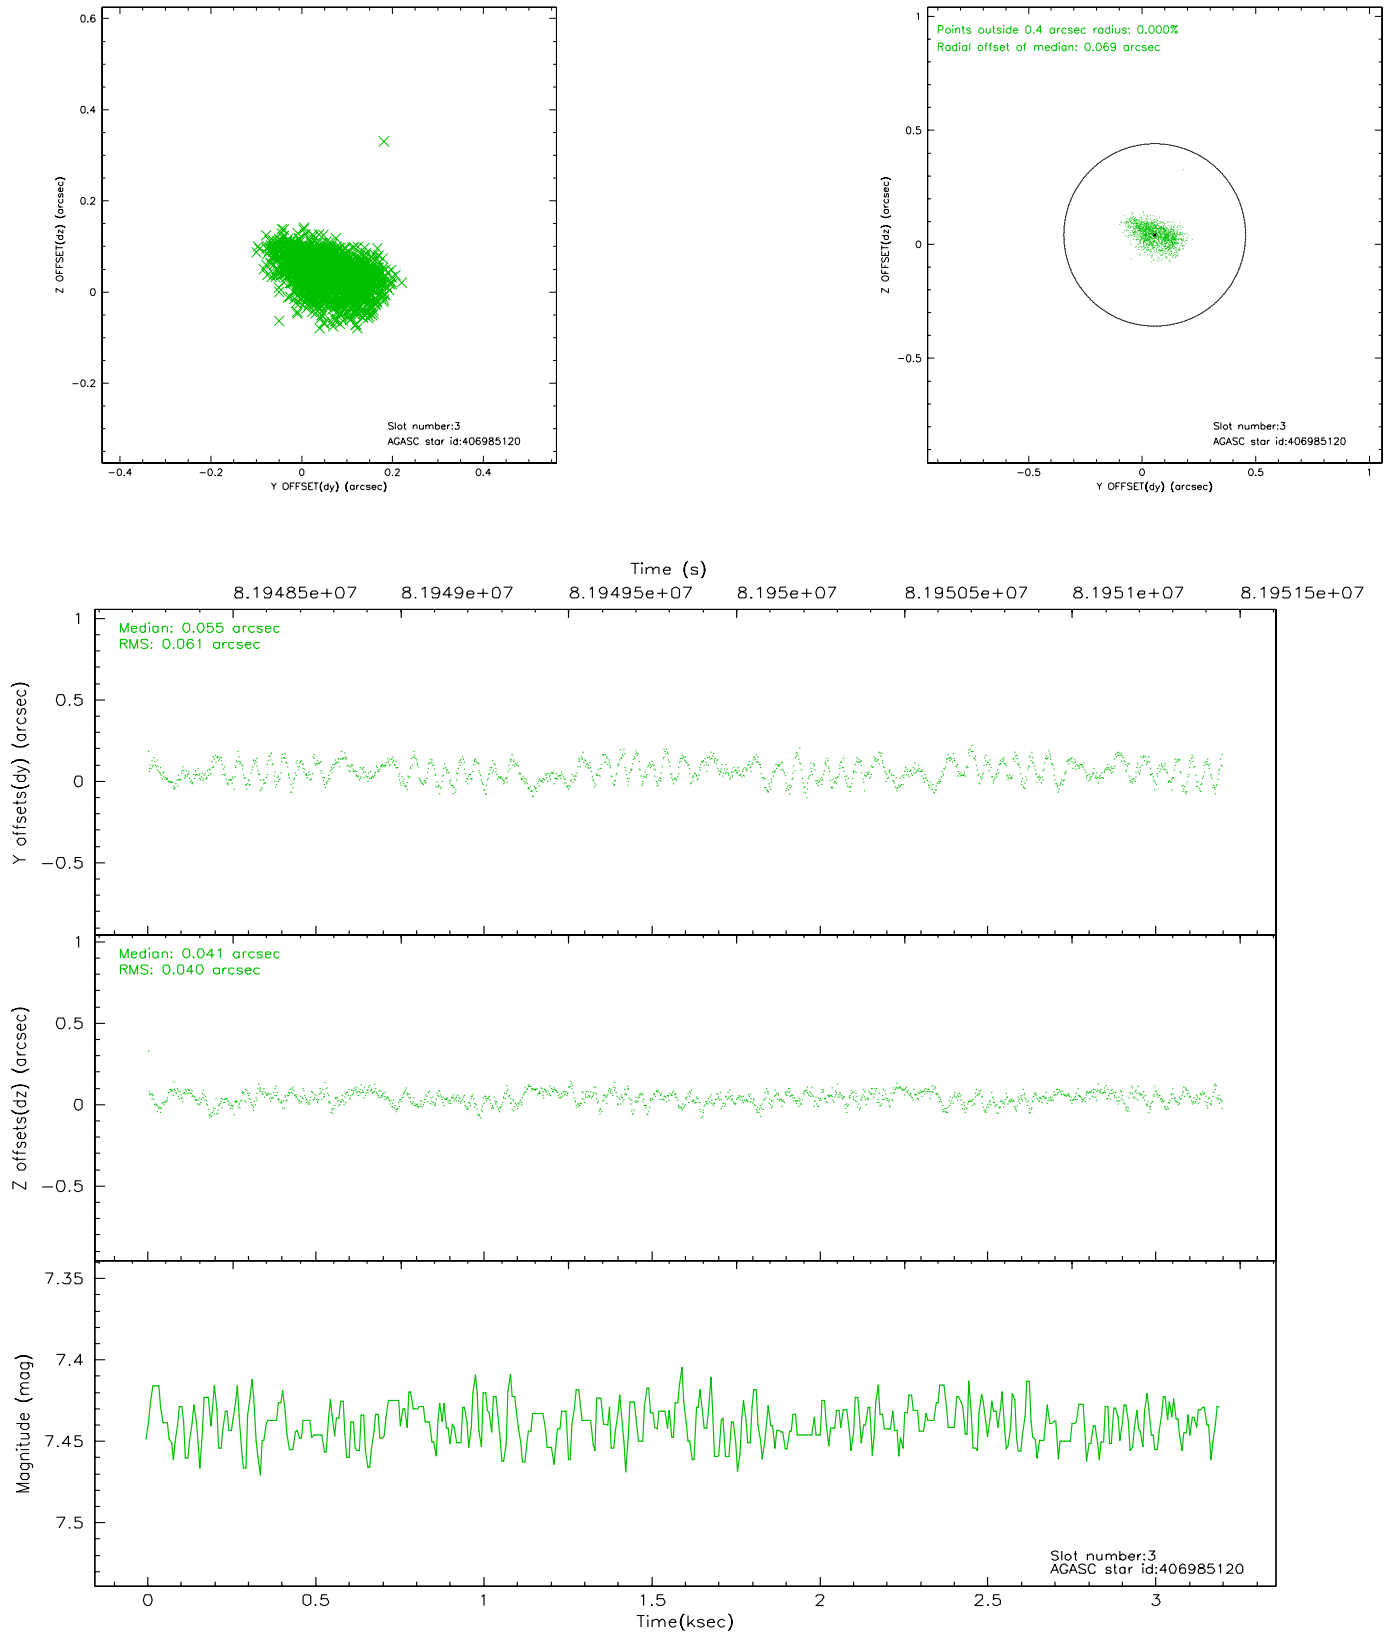 0.6
0.4
0.2
0
−0.2
Z OFFSET(dz) (arcsec)
Slot number:3
AGASC star id:406985120
−0.4 −0.2 0 0.2 0.4
Y OFFSET(dy) (arcsec)
Points outside 0.4 arcsec radius: 0.000%
Radial offset of median: 0.069 arcsec
1
0.5
0
−0.5
Z OFFSET(dz) (arcsec)
Slot number:3
AGASC star id:406985120
−0.5 0 0.5 1
Y OFFSET(dy) (arcsec)
Time (s)
8.19485e+07 8.1949e+07 8.19495e+07 8.195e+07 8.19505e+07 8.1951e+07 8.19515e+07
Median: 0.055 arcsec
RMS: 0.061 arcsec
1
0.5
0
−0.5
Y offsets(dy) (arcsec)
Median: 0.041 arcsec
RMS: 0.040 arcsec
1
0.5
0
−0.5
Z offsets(dz) (arcsec)
7.35
7.4
7.45
7.5
Magnitude (mag)
Slot number:3
AGASC star id:406985120
0 0.5 1 1.5 2 2.5 3
Time(ksec)